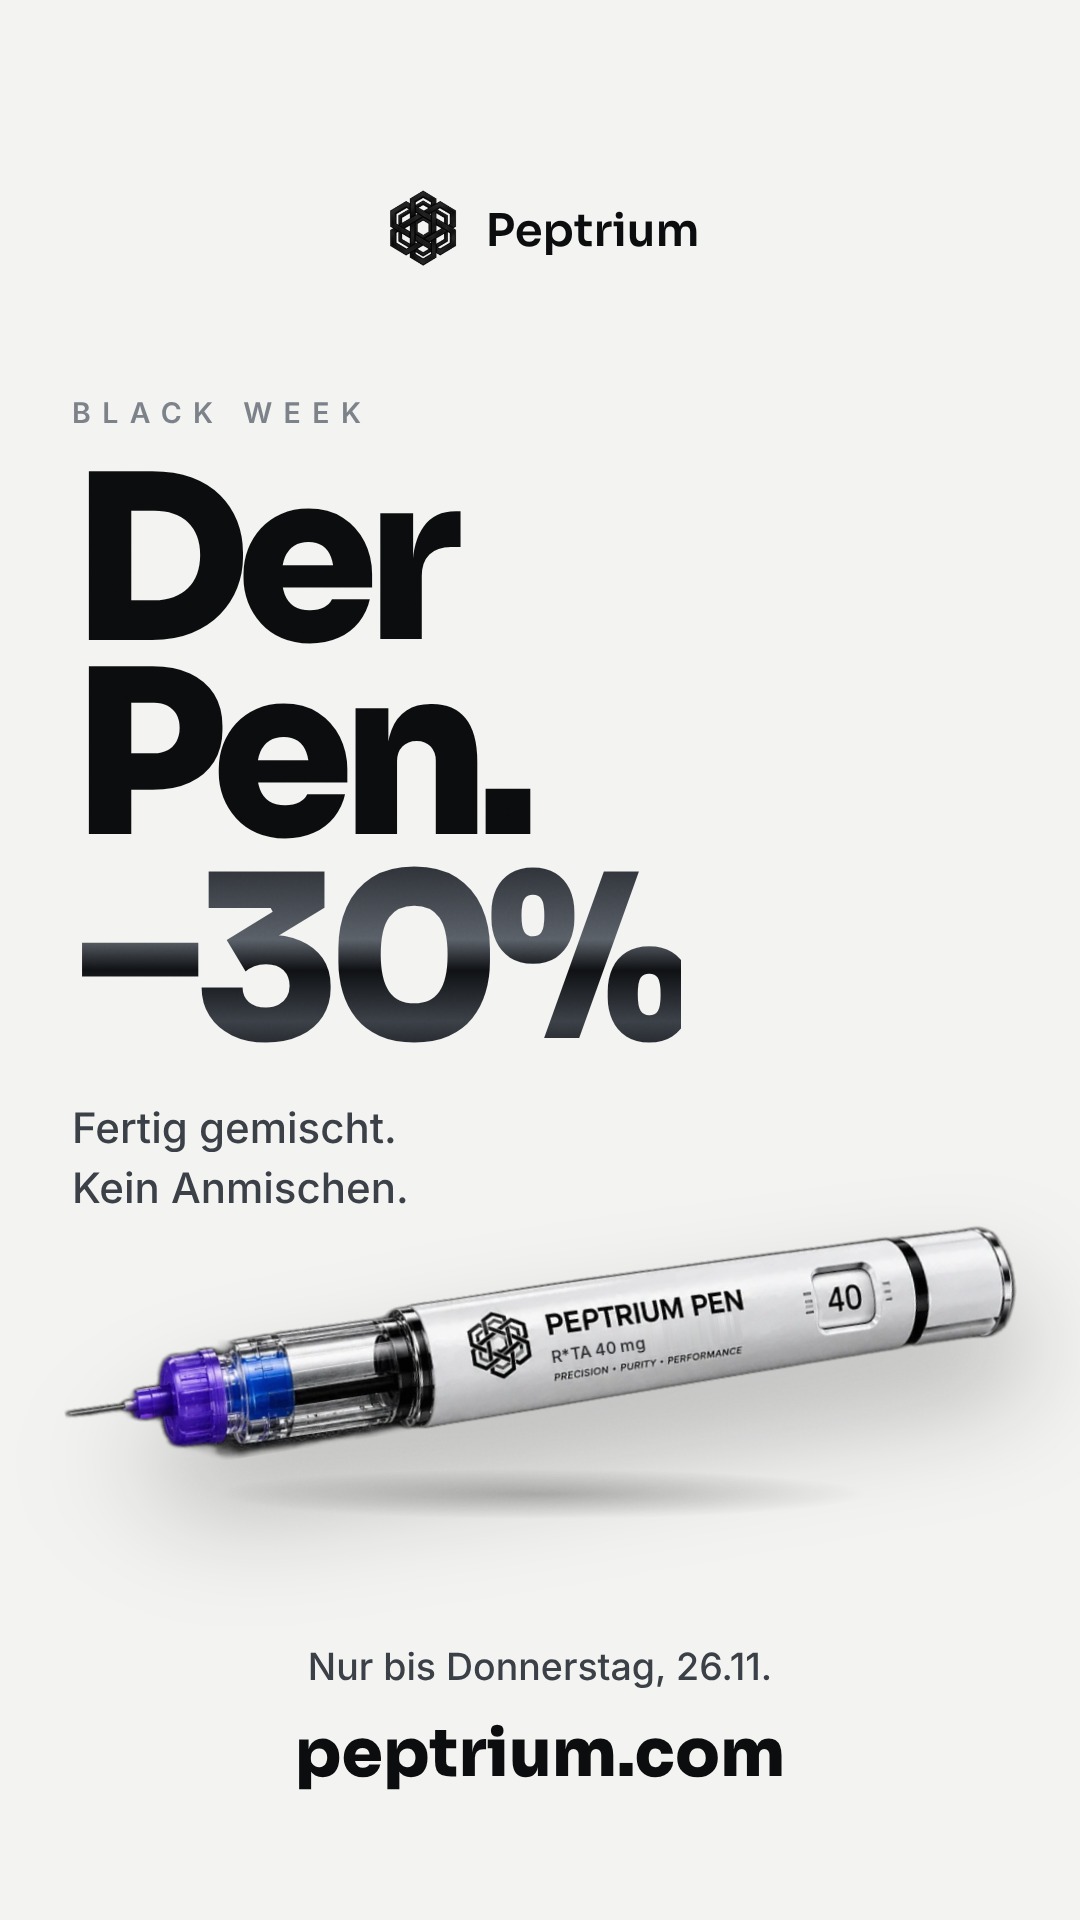 Peptrium
BLACK WEEK
Der
Pen.
–30%
Fertig gemischt.
Kein Anmischen.
PEPTRIUM PEN
R*TA 40 mg
PRECISION • PURITY • PERFORMANCE
40
Nur bis Donnerstag, 26.11.
peptrium.com